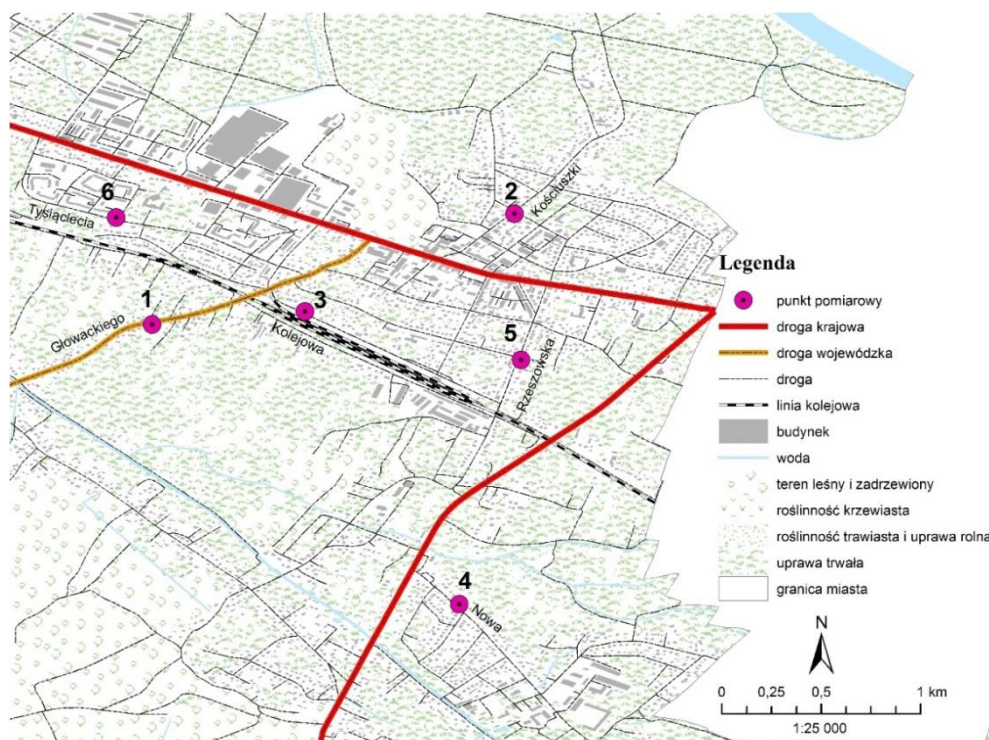 6
Tysiąclecia
2
Kościuszki
1
Głowackiego
3
Kolejowa
5
Rzeszowska
4
Nowa
Legenda
punkt pomiarowy
droga krajowa
droga wojewódzka
droga
linia kolejowa
budynek
woda
teren leśny i zadrzewiony
roślinność krzewiasta
roślinność trawiasta i uprawa rolna
uprawa trwała
granica miasta
N
0 0,25 0,5 1 km
1:25 000